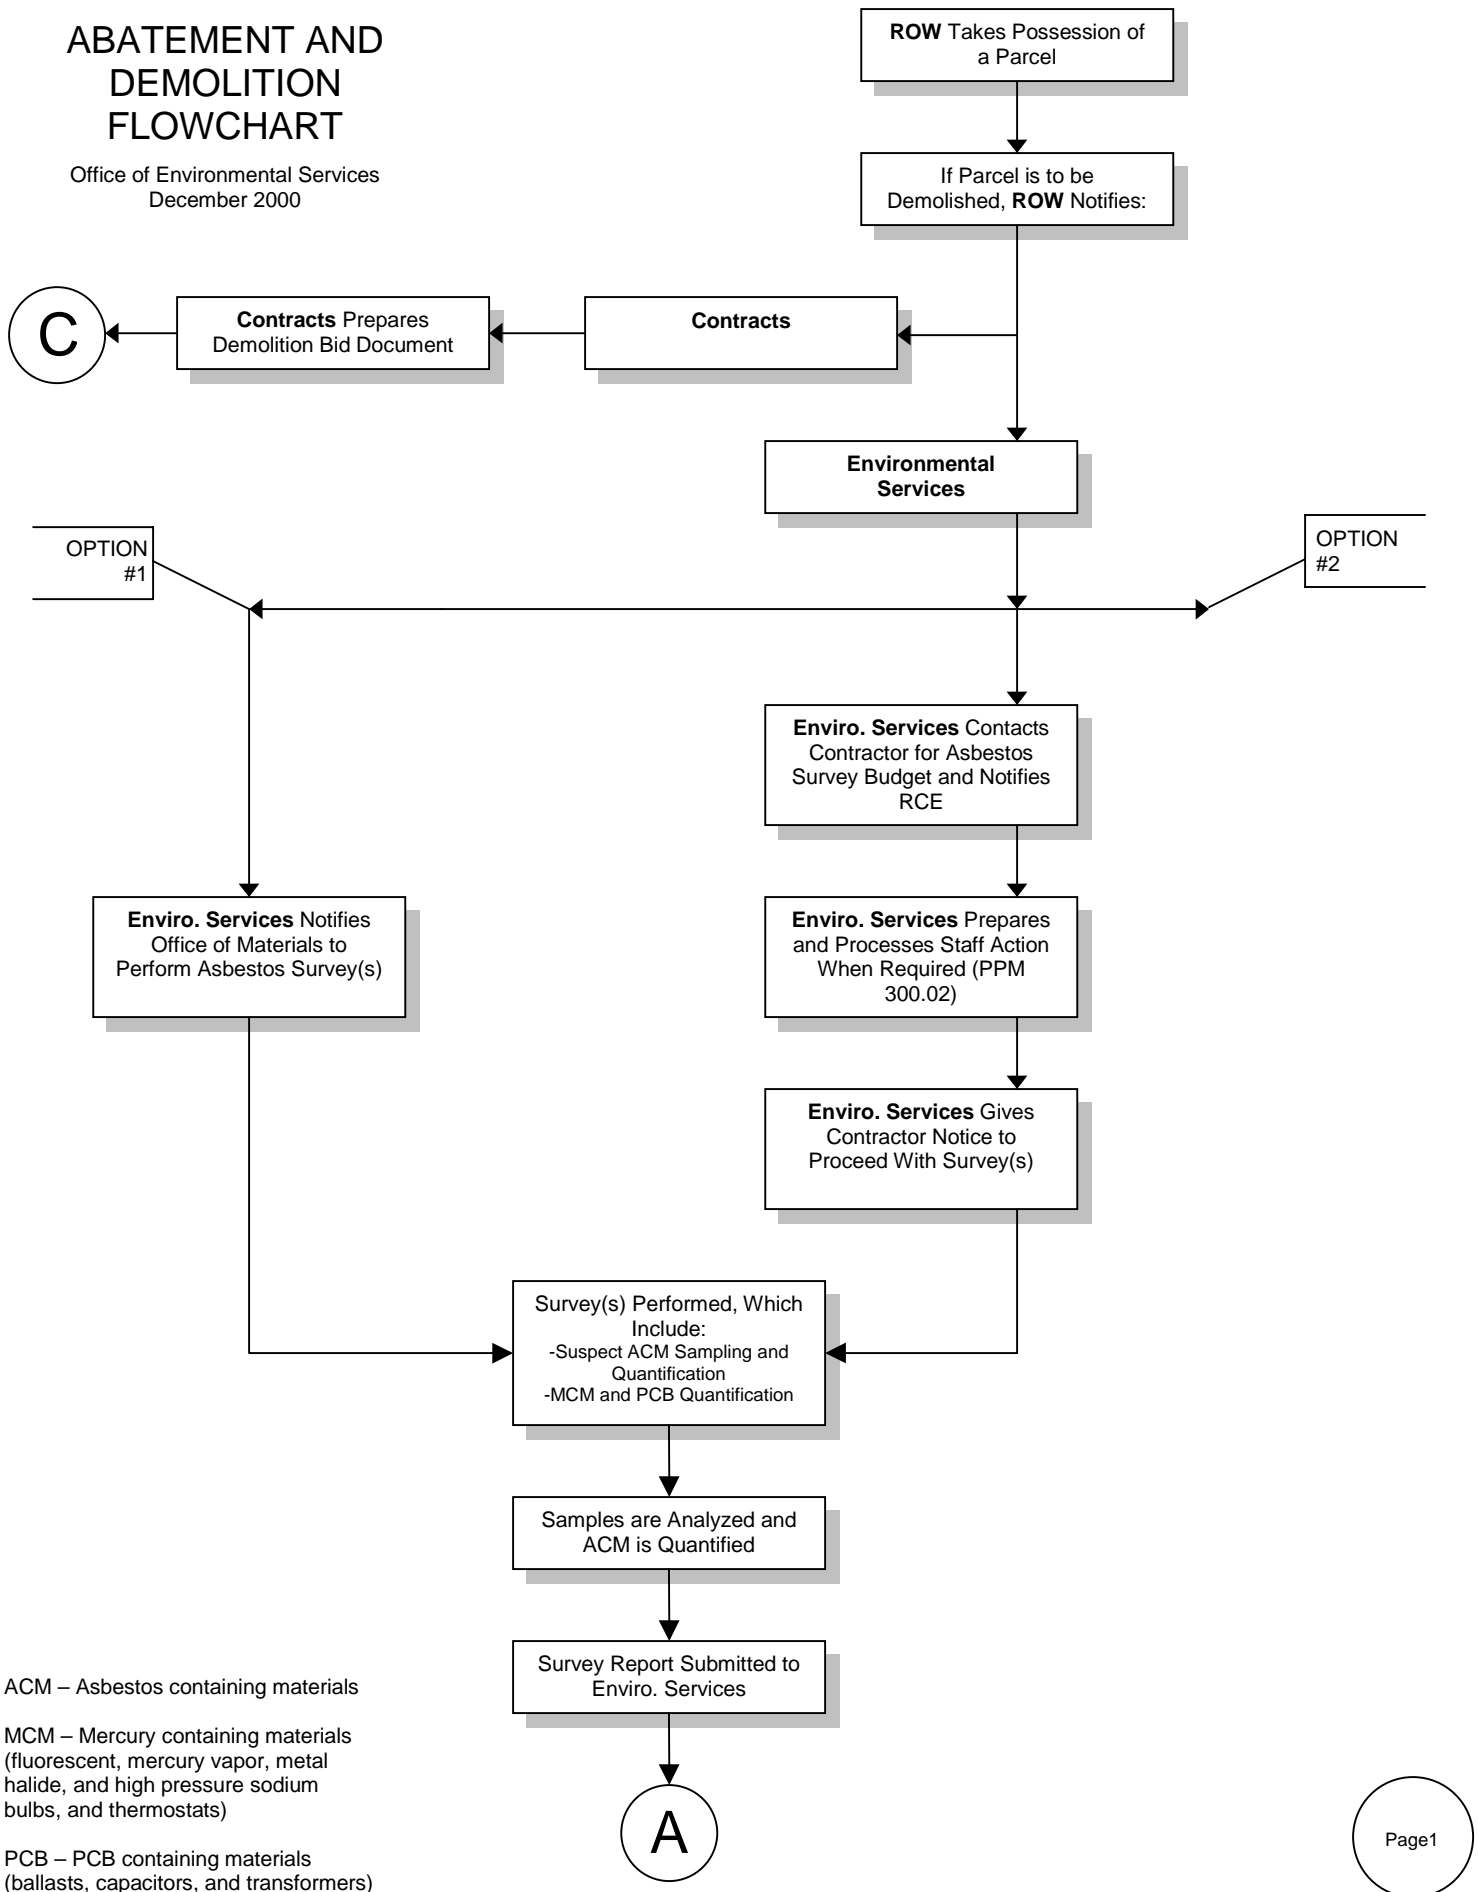 ABATEMENT AND
DEMOLITION
FLOWCHART
Office of Environmental Services
December 2000
ROW Takes Possession of
a Parcel
If Parcel is to be
Demolished, ROW Notifies:
C
Contracts Prepares
Demolition Bid Document
Contracts
Environmental
Services
OPTION
#1
OPTION
#2
Enviro. Services Contacts
Contractor for Asbestos
Survey Budget and Notifies
RCE
Enviro. Services Notifies
Office of Materials to
Perform Asbestos Survey(s)
Enviro. Services Prepares
and Processes Staff Action
When Required (PPM
300.02)
Enviro. Services Gives
Contractor Notice to
Proceed With Survey(s)
Survey(s) Performed, Which
Include:
-Suspect ACM Sampling and
Quantification
-MCM and PCB Quantification
Samples are Analyzed and
ACM is Quantified
Survey Report Submitted to
Enviro. Services
A
ACM – Asbestos containing materials
MCM – Mercury containing materials
(fluorescent, mercury vapor, metal
halide, and high pressure sodium
bulbs, and thermostats)
PCB – PCB containing materials
(ballasts, capacitors, and transformers)
Page1